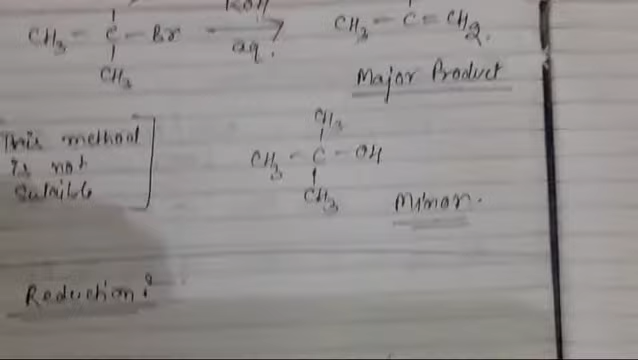 KOH
CH3 - C - Br → CH3 - C = CH2.
aq.
CH3
Major Product
CH3
This method
is not
CH3 - C - OH
CH3
Minor.
Reduction: